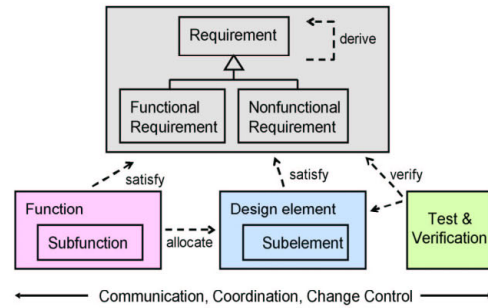 Requirement
derive
Functional
Requirement
Nonfunctional
Requirement
satisfy
satisfy
verify
Function
Subfunction
allocate
Design element
Subelement
Test &
Verification
Communication, Coordination, Change Control